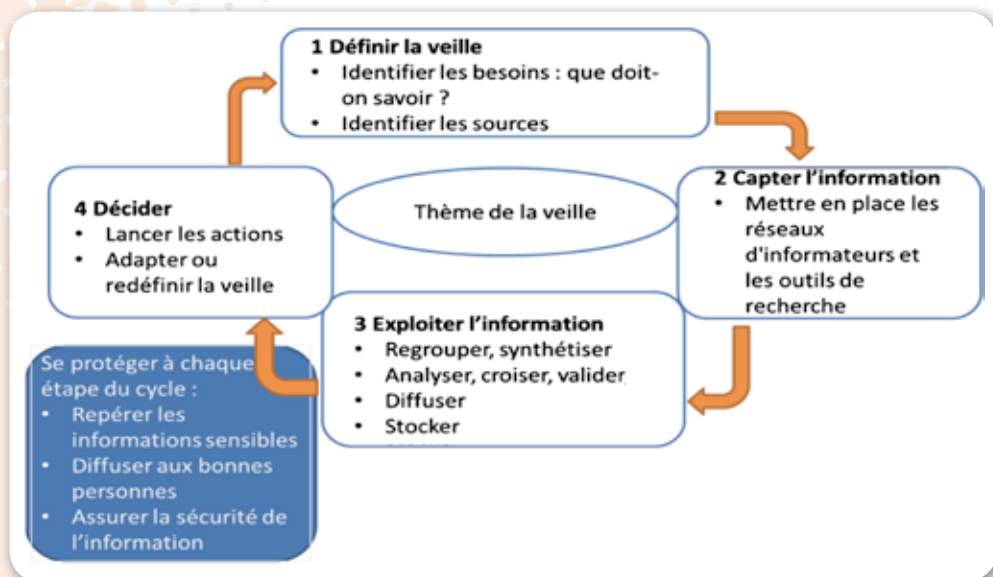 1 Définir la veille
• Identifier les besoins : que doit-
on savoir ?
• Identifier les sources
2 Capter l'information
• Mettre en place les
réseaux
d'informateurs et
les outils de
recherche
Thème de la veille
3 Exploiter l'information
• Regrouper, synthétiser
• Analyser, croiser, valider
• Diffuser
• Stocker
4 Décider
• Lancer les actions
• Adapter ou
redéfinir la veille
Se protéger à chaque
étape du cycle :
• Repérer les
informations sensibles
• Diffuser aux bonnes
personnes
• Assurer la sécurité de
l'information